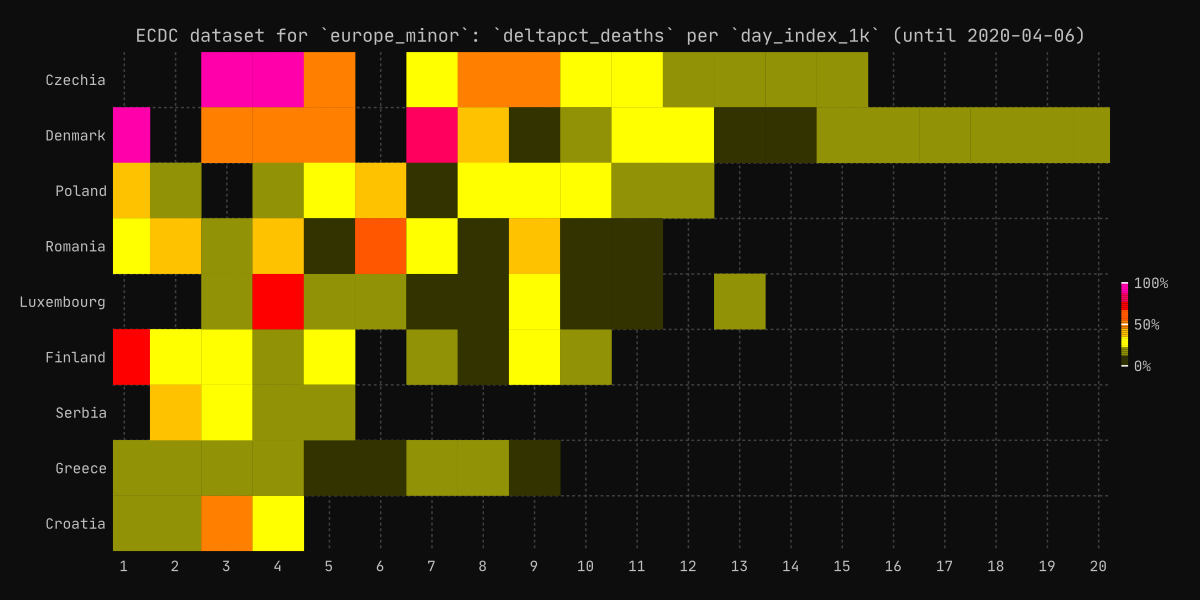 ECDC dataset for `europe_minor`: `deltapct_deaths` per `day_index_1k` (until 2020-04-06)
Czechia
Denmark
Poland
Romania
Luxembourg
Finland
Serbia
Greece
Croatia
100%
50%
0%
1 2 3 4 5 6 7 8 9 10 11 12 13 14 15 16 17 18 19 20